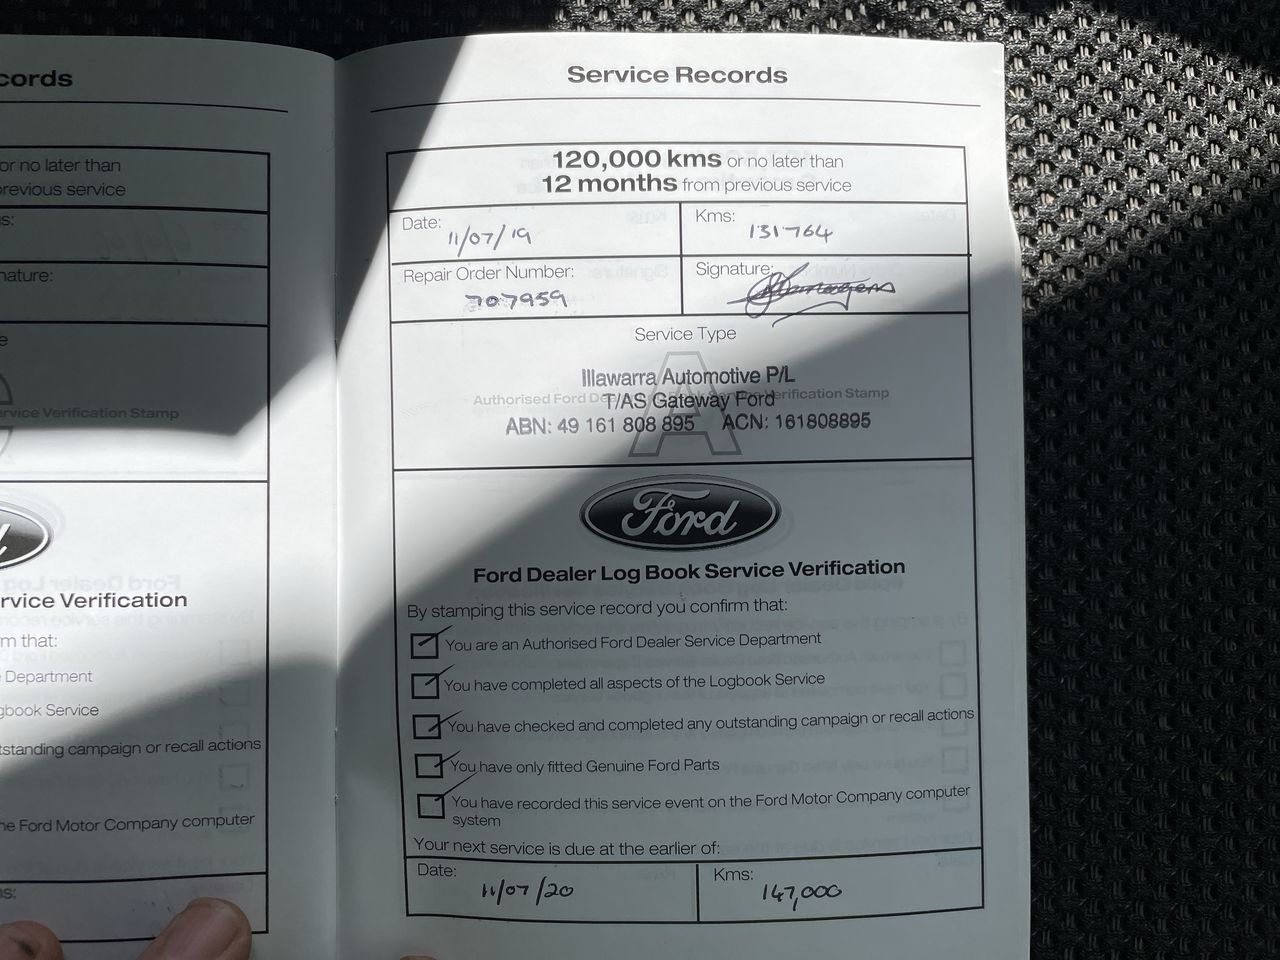 cords
or no later than
previous service
s:
nature:
e
ervice Verification Stamp
rvice Verification
m that:
Department
gbook Service
tstanding campaign or recall actions
he Ford Motor Company computer
s:
Service Records
120,000 kms or no later than
12 months from previous service
Date: 11/07/19
Kms: 131764
Repair Order Number: 707959
Signature:
Service Type
A
Illawarra Automotive P/L
Authorised Ford Dealer Service Verification Stamp
T/AS Gateway Ford
ABN: 49 161 808 895 ACN: 161808895
Ford
Ford Dealer Log Book Service Verification
By stamping this service record you confirm that:
You are an Authorised Ford Dealer Service Department
You have completed all aspects of the Logbook Service
You have checked and completed any outstanding campaign or recall actions
You have only fitted Genuine Ford Parts
You have recorded this service event on the Ford Motor Company computer
system
Your next service is due at the earlier of:
Date: 11/07/20
Kms: 147,000